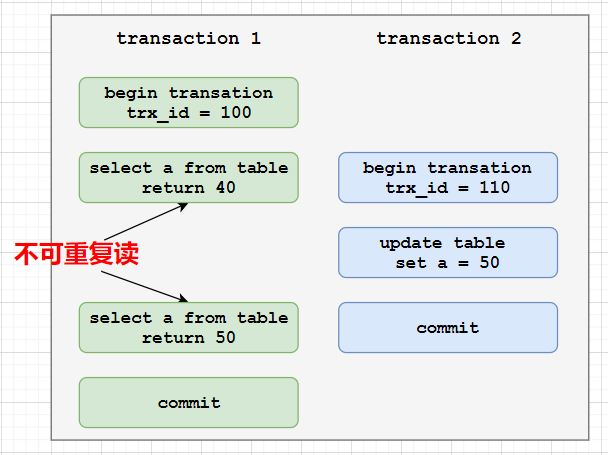 transaction 1
transaction 2
begin transation
trx_id = 100
select a from table
return 40
begin transation
trx_id = 110
不可重复读
update table
set a = 50
select a from table
return 50
commit
commit